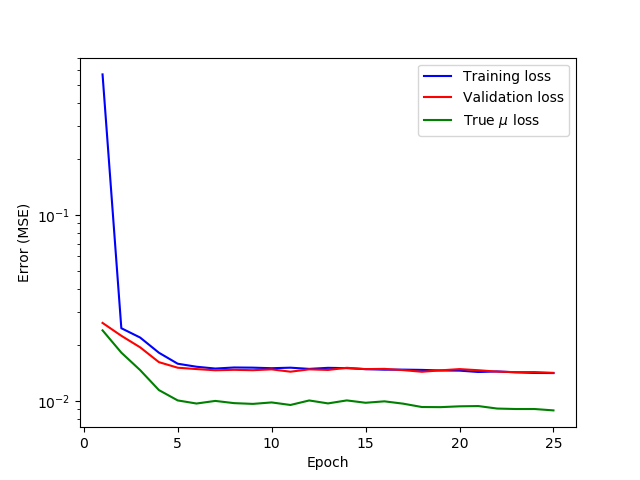 Training loss
Validation loss
True μ loss
10⁻¹
10⁻²
Error (MSE)
0 5 10 15 20 25
Epoch